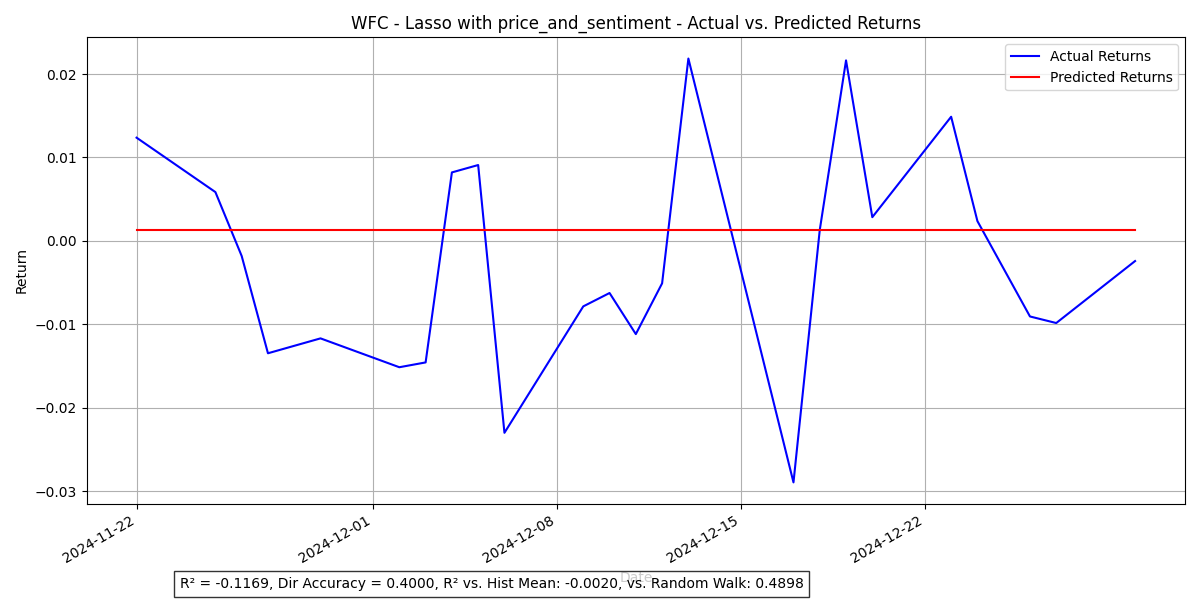 WFC - Lasso with price_and_sentiment - Actual vs. Predicted Returns
Actual Returns
Predicted Returns
Return
0.02
0.01
0.00
−0.01
−0.02
−0.03
2024-11-22
2024-12-01
2024-12-08
2024-12-15
2024-12-22
Date
R² = -0.1169, Dir Accuracy = 0.4000, R² vs. Hist Mean: -0.0020, vs. Random Walk: 0.4898